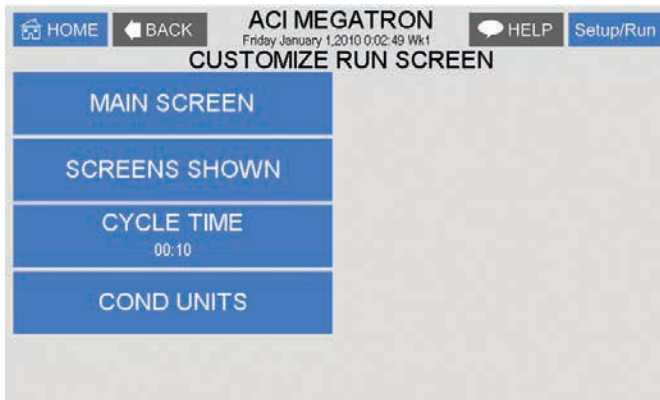 HOME
BACK
ACI MEGATRON
Friday January 1,2010 0:02:49 Wk1
HELP
Setup/Run
CUSTOMIZE RUN SCREEN
MAIN SCREEN
SCREENS SHOWN
CYCLE TIME
00:10
COND UNITS